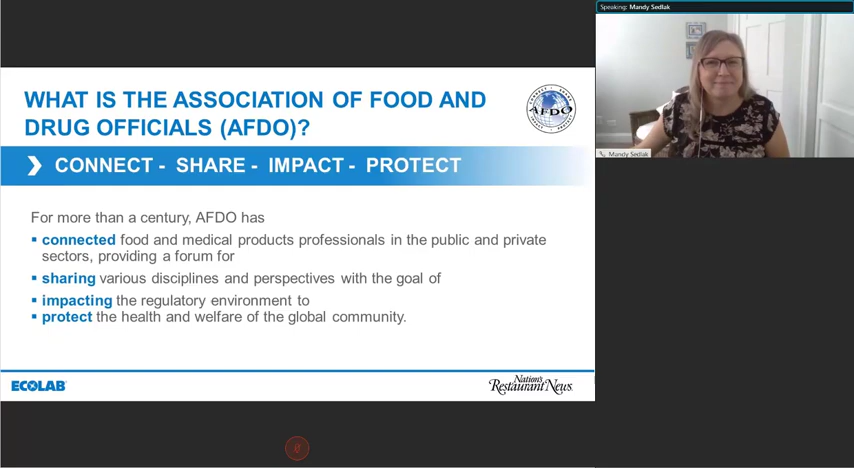 Speaking: Mandy Sedlak
WHAT IS THE ASSOCIATION OF FOOD AND
DRUG OFFICIALS (AFDO)?
AFDO
CONNECT - SHARE - IMPACT - PROTECT
For more than a century, AFDO has
▪ connected food and medical products professionals in the public and private
sectors, providing a forum for
▪ sharing various disciplines and perspectives with the goal of
▪ impacting the regulatory environment to
▪ protect the health and welfare of the global community.
Mandy Sedlak
ECOLAB
Nation's
Restaurant News